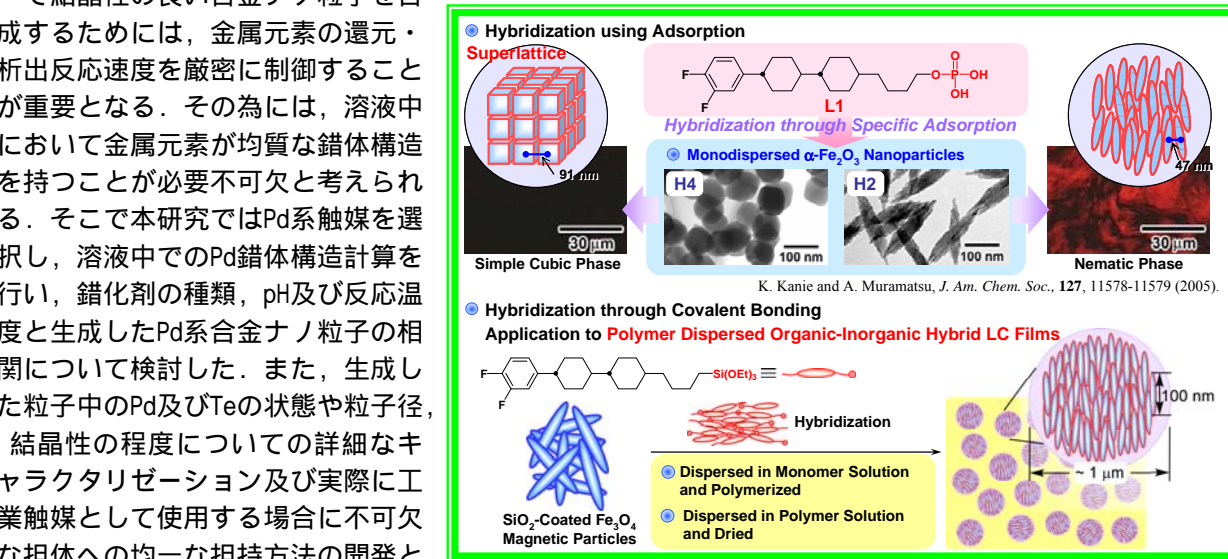 で結晶性の良い合金ナノ粒子を合
成するためには，金属元素の還元・
析出反応速度を厳密に制御すること
が重要となる．その為には，溶液中
において金属元素が均質な錯体構造
を持つことが必要不可欠と考えられ
る．そこで本研究ではPd系触媒を選
択し，溶液中でのPd錯体構造計算を
行い，錯化剤の種類，pH及び反応温
度と生成したPd系合金ナノ粒子の相
関について検討した．また，生成し
た粒子中のPd及びTeの状態や粒子径，
結晶性の程度についての詳細なキ
ャラクタリゼーション及び実際に工
業触媒として使用する場合に不可欠
な担体への均一な担持方法の開発と
Hybridization using Adsorption
Superlattice
91 nm
30 μm
Simple Cubic Phase
F
F
O
O-P-OH
OH
L1
Hybridization through Specific Adsorption
Monodispersed α-Fe2O3 Nanoparticles
H4
100 nm
H2
100 nm
47 nm
30 μm
Nematic Phase
K. Kanie and A. Muramatsu, J. Am. Chem. Soc., 127, 11578-11579 (2005).
Hybridization through Covalent Bonding
Application to Polymer Dispersed Organic-Inorganic Hybrid LC Films
F
F
Si(OEt)3 ≡
Hybridization
SiO2-Coated Fe3O4
Magnetic Particles
Dispersed in Monomer Solution
and Polymerized
Dispersed in Polymer Solution
and Dried
100 nm
~ 1 μm